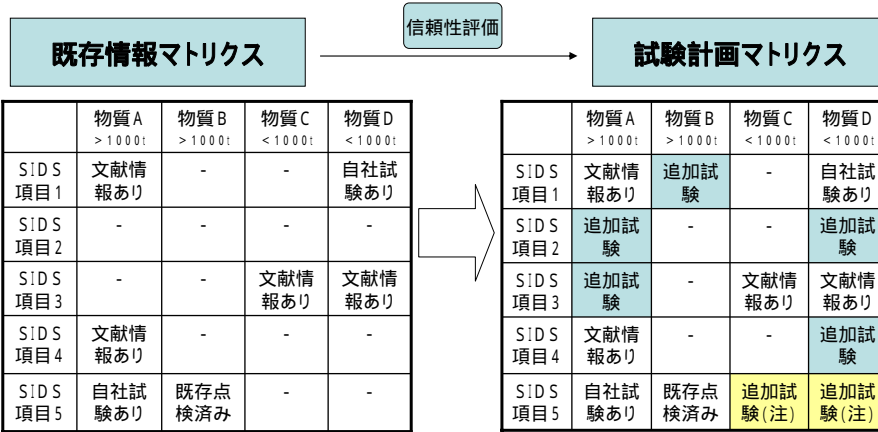 信頼性評価
既存情報マトリクス
試験計画マトリクス
物質A 物質B 物質C 物質D
>1000t >1000t <1000t <1000t
SIDS 文献情 - - 自社試
項目1 報あり 験あり
SIDS - - - -
項目2
SIDS - - 文献情 文献情
項目3 報あり 報あり
SIDS 文献情 - - -
項目4 報あり
SIDS 自社試 既存点 - -
項目5 験あり 検済み
物質A 物質B 物質C 物質D
>1000t >1000t <1000t <1000t
SIDS 文献情 追加試 - 自社試
項目1 報あり 験 験あり
SIDS 追加試 - - 追加試
項目2 験 験
SIDS 追加試 - 文献情 文献情
項目3 験 報あり 報あり
SIDS 文献情 - - 追加試
項目4 報あり 験
SIDS 自社試 既存点 追加試 追加試
項目5 験あり 検済み 験(注) 験(注)